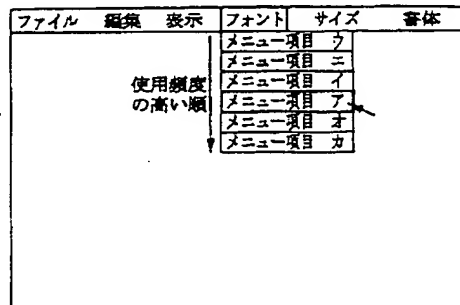 ファイル 編集 表示 フォント サイズ 書体
メニュー項目 ウ
メニュー項目 エ
メニュー項目 イ
メニュー項目 ア
メニュー項目 オ
メニュー項目 カ
使用頻度
の高い順